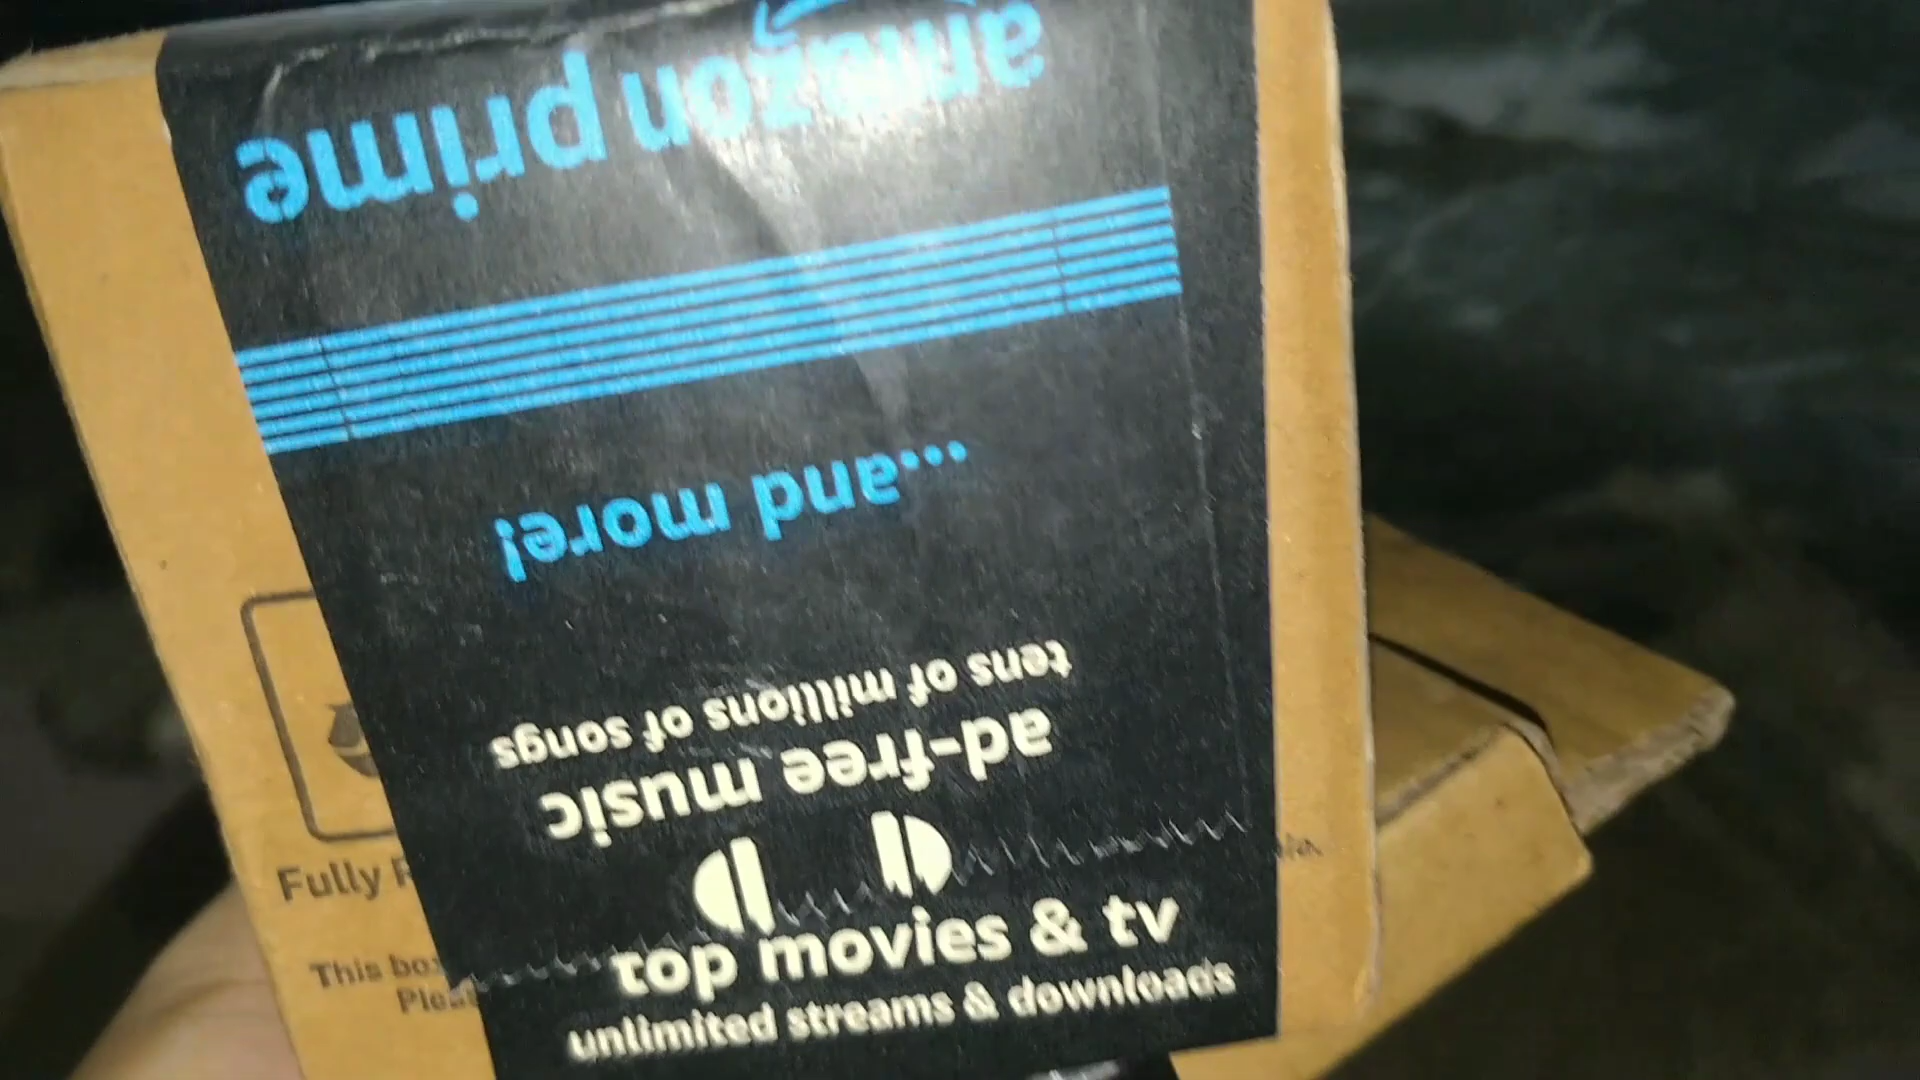 amazon prime
...and more!
tens of millions of songs
ad-free music
top movies & tv
unlimited streams & downloads
Fully
This